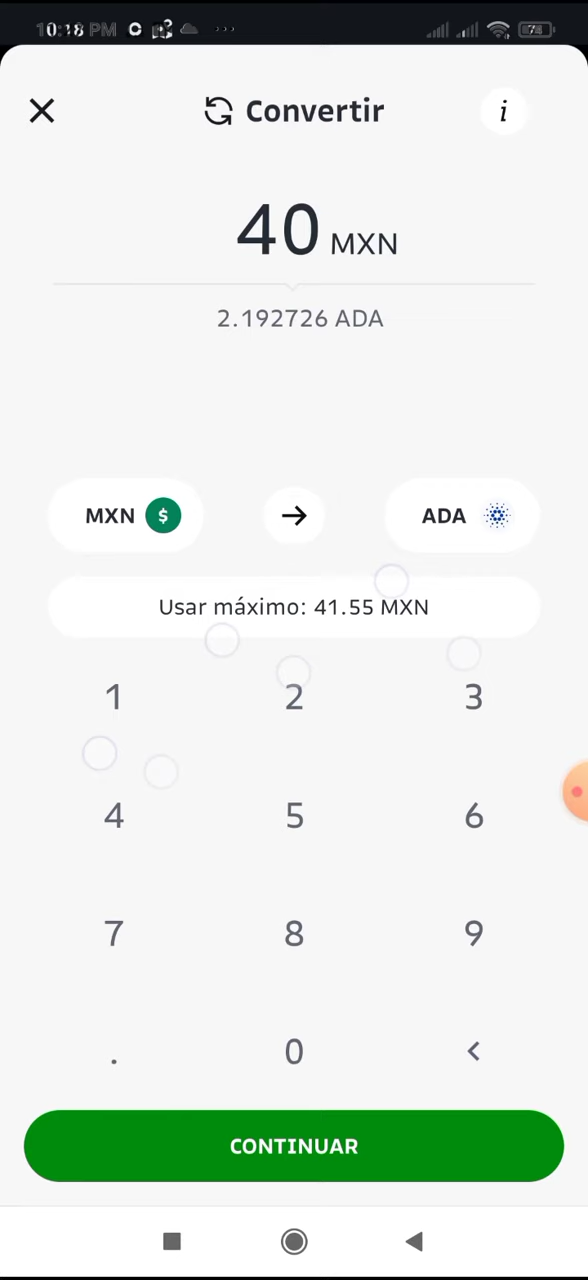 10:18 PM
74
Convertir
i
40 MXN
2.192726 ADA
MXN $
ADA
Usar máximo: 41.55 MXN
1 2 3
4 5 6
7 8 9
. 0 <
CONTINUAR